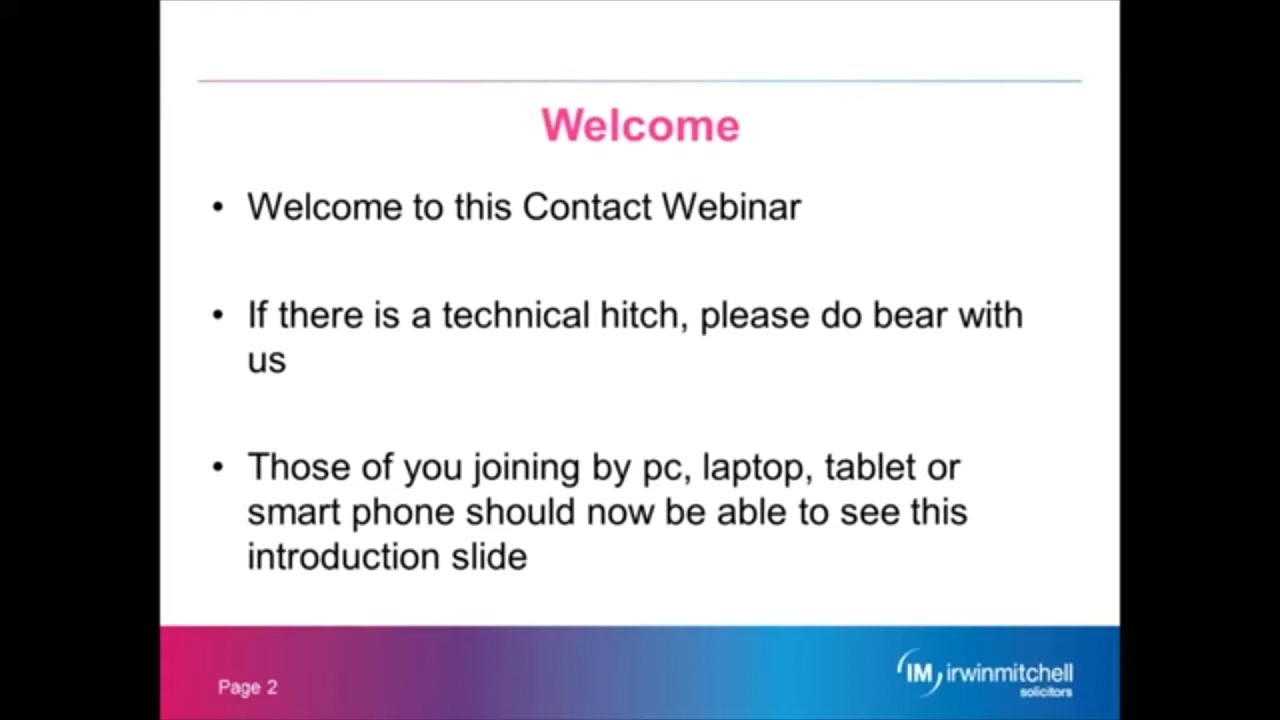 Welcome
• Welcome to this Contact Webinar
• If there is a technical hitch, please do bear with
us
• Those of you joining by pc, laptop, tablet or
smart phone should now be able to see this
introduction slide
Page 2
IM irwinmitchell
solicitors